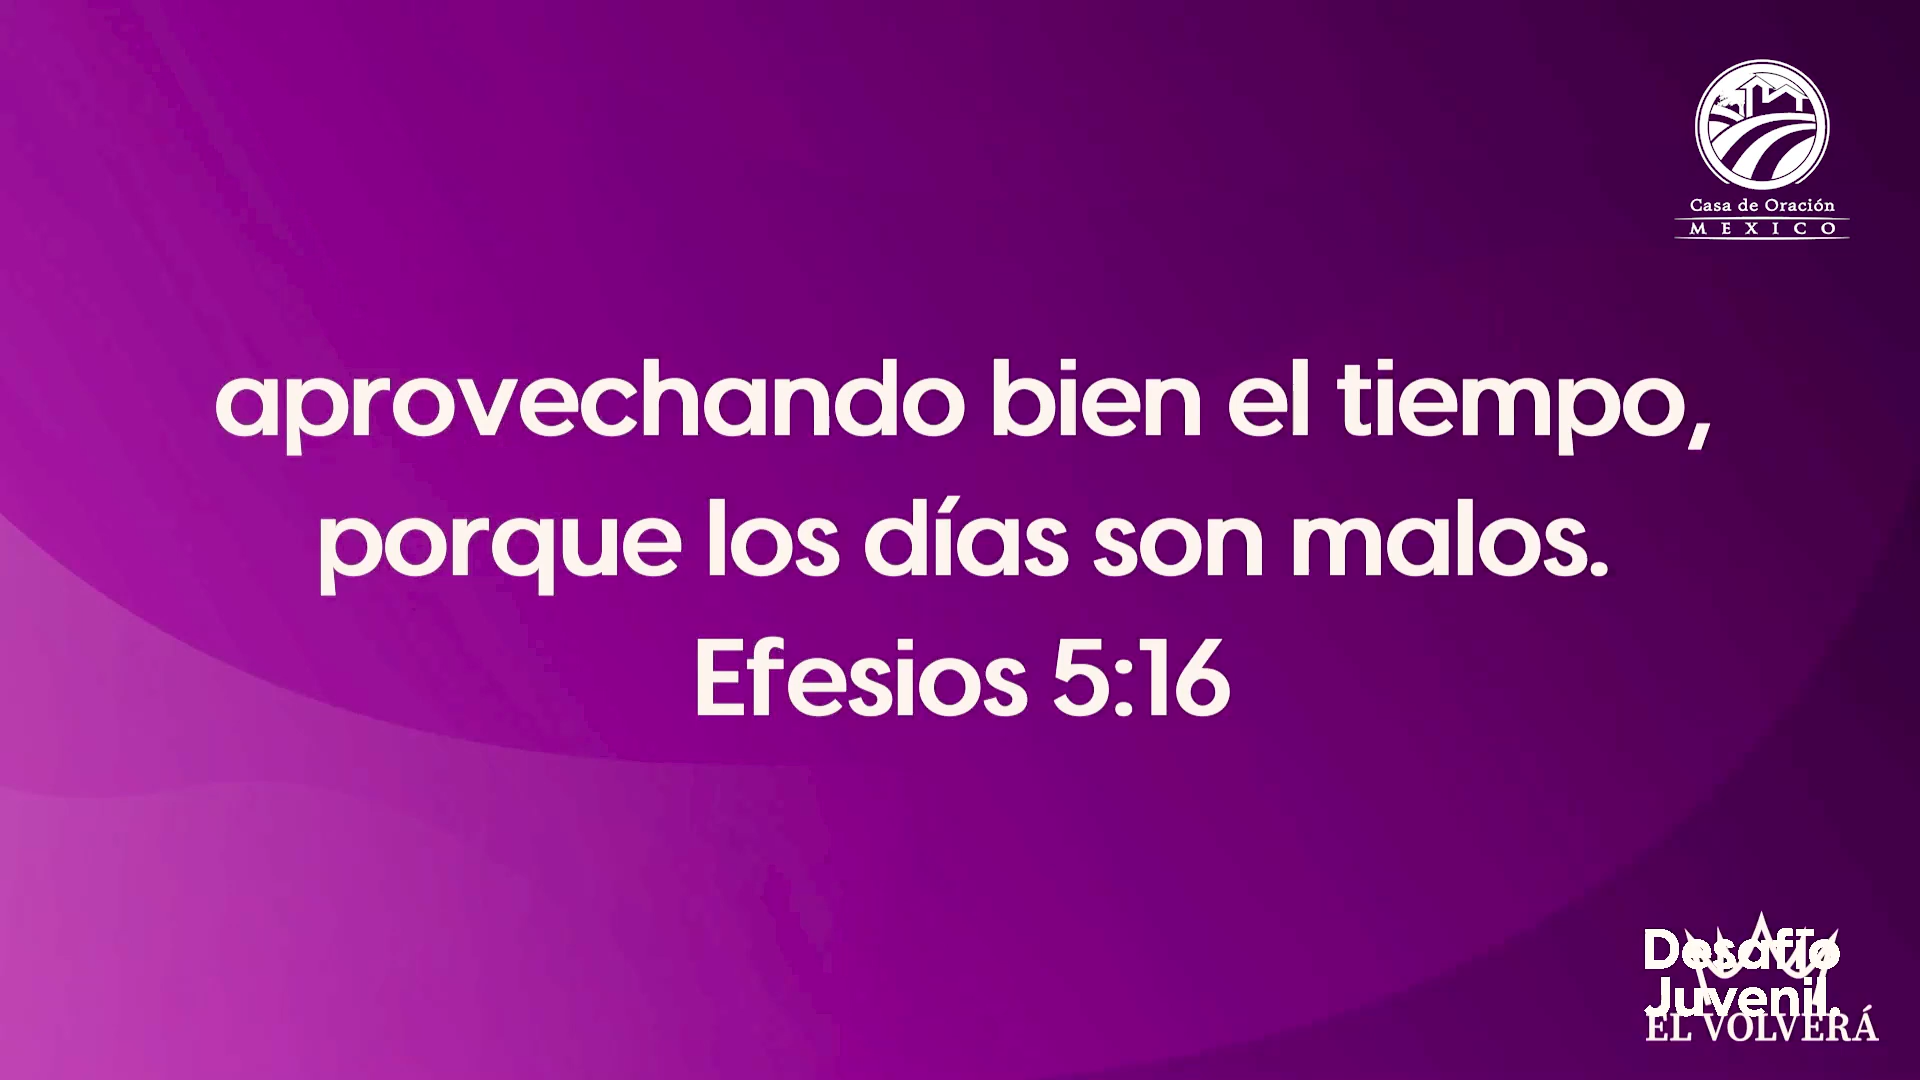 Casa de Oración
MEXICO
aprovechando bien el tiempo,
porque los días son malos.
Efesios 5:16
Desafío
Juvenil.
EL VOLVERÁ